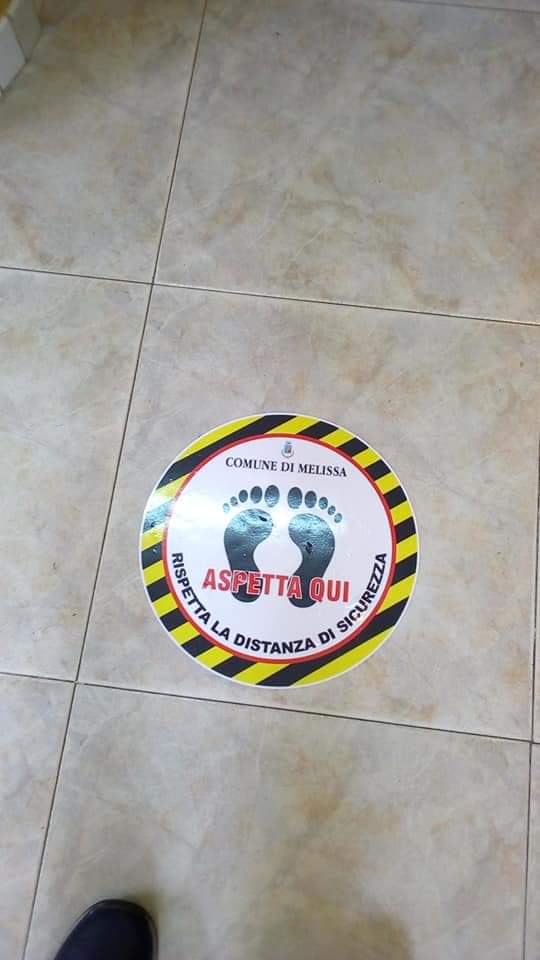 COMUNE DI MELISSA
ASPETTA QUI
RISPETTA LA DISTANZA DI SICUREZZA